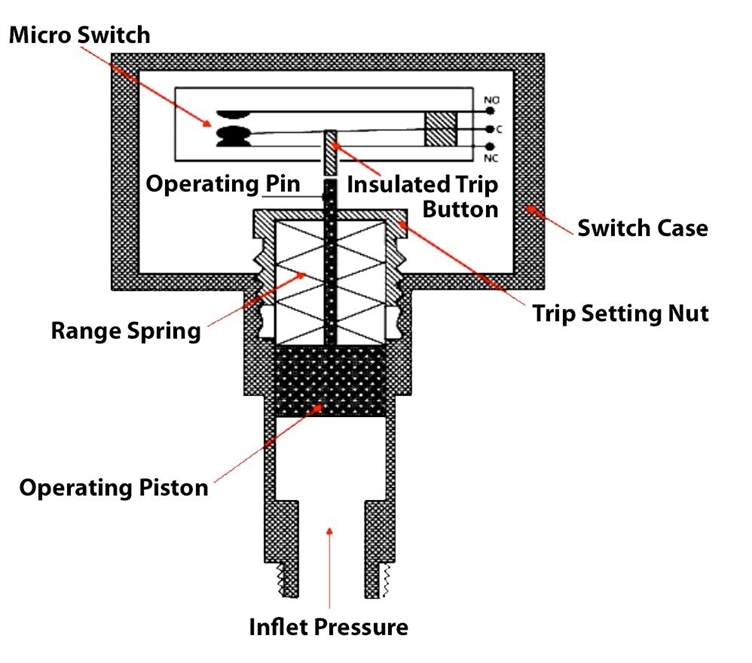 Micro Switch
NO
C
NC
Operating Pin
Insulated Trip
Button
Switch Case
Trip Setting Nut
Range Spring
Operating Piston
Inflet Pressure